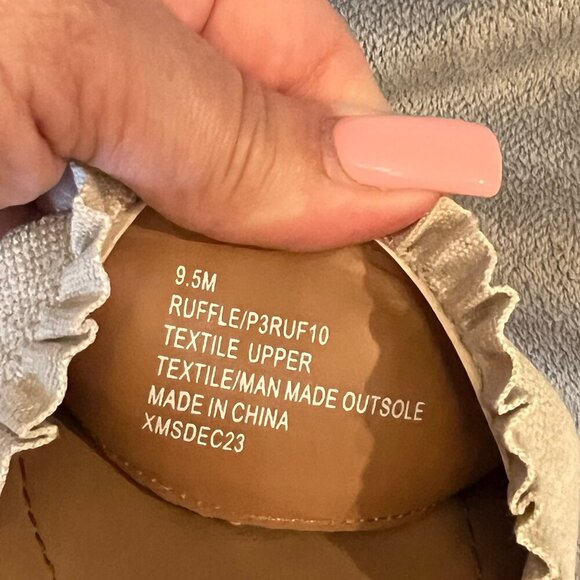 9.5M
RUFFLE/P3RUF10
TEXTILE UPPER
TEXTILE/MAN MADE OUTSOLE
MADE IN CHINA
XMSDEC23